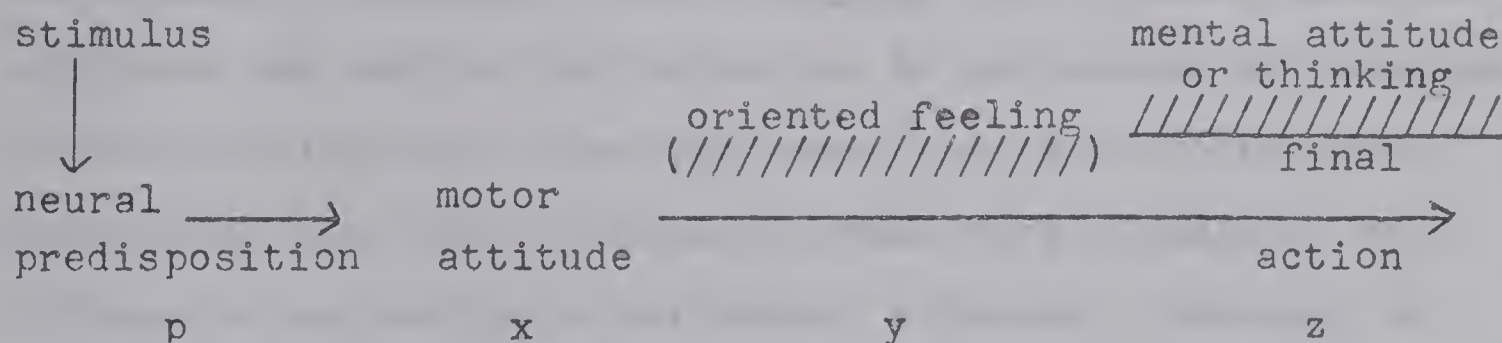 stimulus
mental attitude
or thinking
oriented feeling
(/////////////////)
///////////////
final
neural
motor
predisposition
attitude
action
p x y z